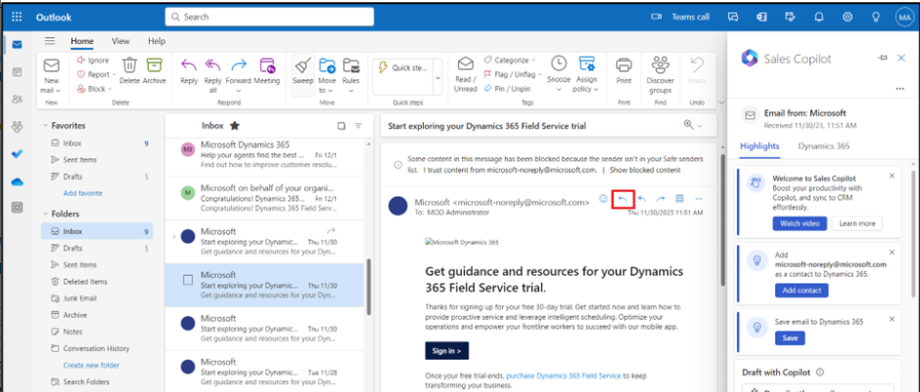 Outlook
Search
Teams call
MA
Home View Help
New mail
Ignore
Report
Block
Delete
Archive
Reply
Reply all
Forward
Meeting
Sweep
Move to
Rules
Quick ste...
Read / Unread
Categorize
Flag / Unflag
Pin / Unpin
Snooze
Assign policy
Print
Discover groups
Undo
New
Delete
Respond
Move
Quick steps
Tags
Print
Find
Undo
Favorites
Inbox 9
Sent Items
Drafts 5
Add favorite
Folders
Inbox 9
Drafts 5
Sent Items
Deleted Items
Junk Email
Archive
Notes
Conversation History
Create new folder
Search Folders
Inbox
M3
Microsoft Dynamics 365
Help your agents find the best ... Fri 12/1
Find out how to improve customer resolu...
M
Microsoft on behalf of your organi...
Congratulations! Dynamics 365... Fri 12/1
Congratulations! Dynamics 365 Field Serv...
Microsoft
Start exploring your Dynamic... Thu 11/30
Get guidance and resources for your Dyn...
Microsoft
Start exploring your Dynamic... Thu 11/30
Get guidance and resources for your Dyn...
Microsoft
Start exploring your Dynamic... Thu 11/30
Get guidance and resources for your Dyn...
Microsoft
Start exploring your Dynamic... Tue 11/28
Get guidance and resources for your Dyn...
Start exploring your Dynamics 365 Field Service trial
Some content in this message has been blocked because the sender isn't in your Safe senders
list. I trust content from microsoft-noreply@microsoft.com. | Show blocked content
Microsoft <microsoft-noreply@microsoft.com>
To: MOD Administrator
Thu 11/30/2023 11:51 AM
Microsoft Dynamics 365
Get guidance and resources for your Dynamics
365 Field Service trial.
Thanks for signing up for your free 30-day trial. Get started now and learn how to
provide proactive service and leverage intelligent scheduling. Optimize your
operations and empower your frontline workers to succeed with our mobile app.
Sign in >
Once your free trial ends, purchase Dynamics 365 Field Service to keep
transforming your business.
Sales Copilot
Email from: Microsoft
Received 11/30/23, 11:51 AM
Highlights Dynamics 365
Welcome to Sales Copilot
Boost your productivity with
Copilot, and sync to CRM
effortlessly.
Watch video Learn more
Add
microsoft-noreply@microsoft.com
as a contact to Dynamics 365.
Add contact
Save email to Dynamics 365
Save
Draft with Copilot